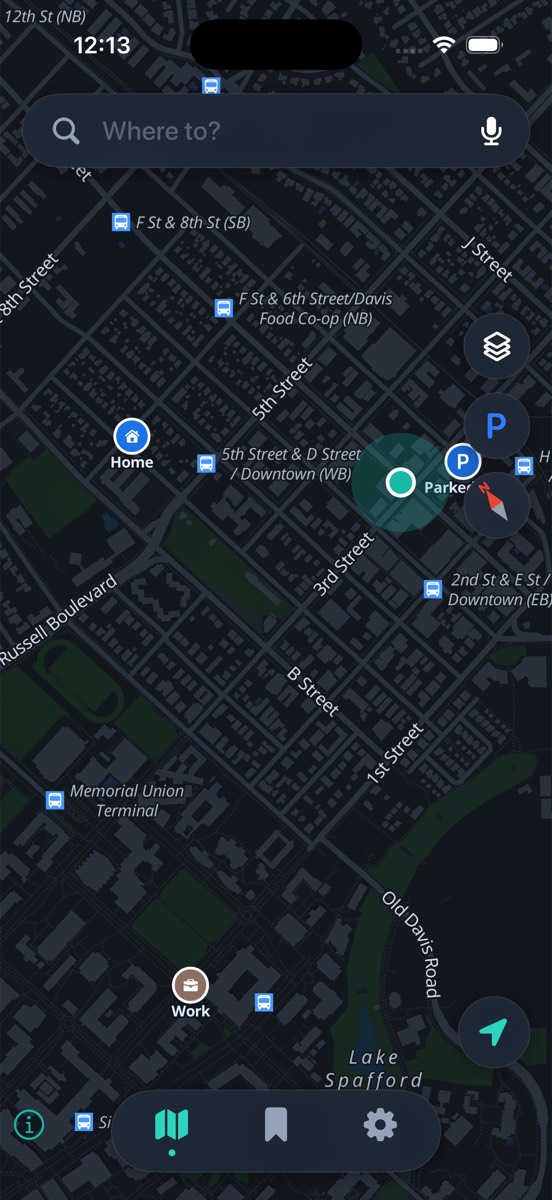 12th St (NB)
12:13
Where to?
F St & 8th St (SB)
J Street
8th Street
F St & 6th Street/Davis
Food Co-op (NB)
5th Street
Home
5th Street & D Street
/ Downtown (WB)
P
P
Parked
H
N
3rd Street
2nd St & E St /
Downtown (EB)
Russell Boulevard
B Street
1st Street
Memorial Union
Terminal
Old Davis Road
Work
Lake
Spafford
i